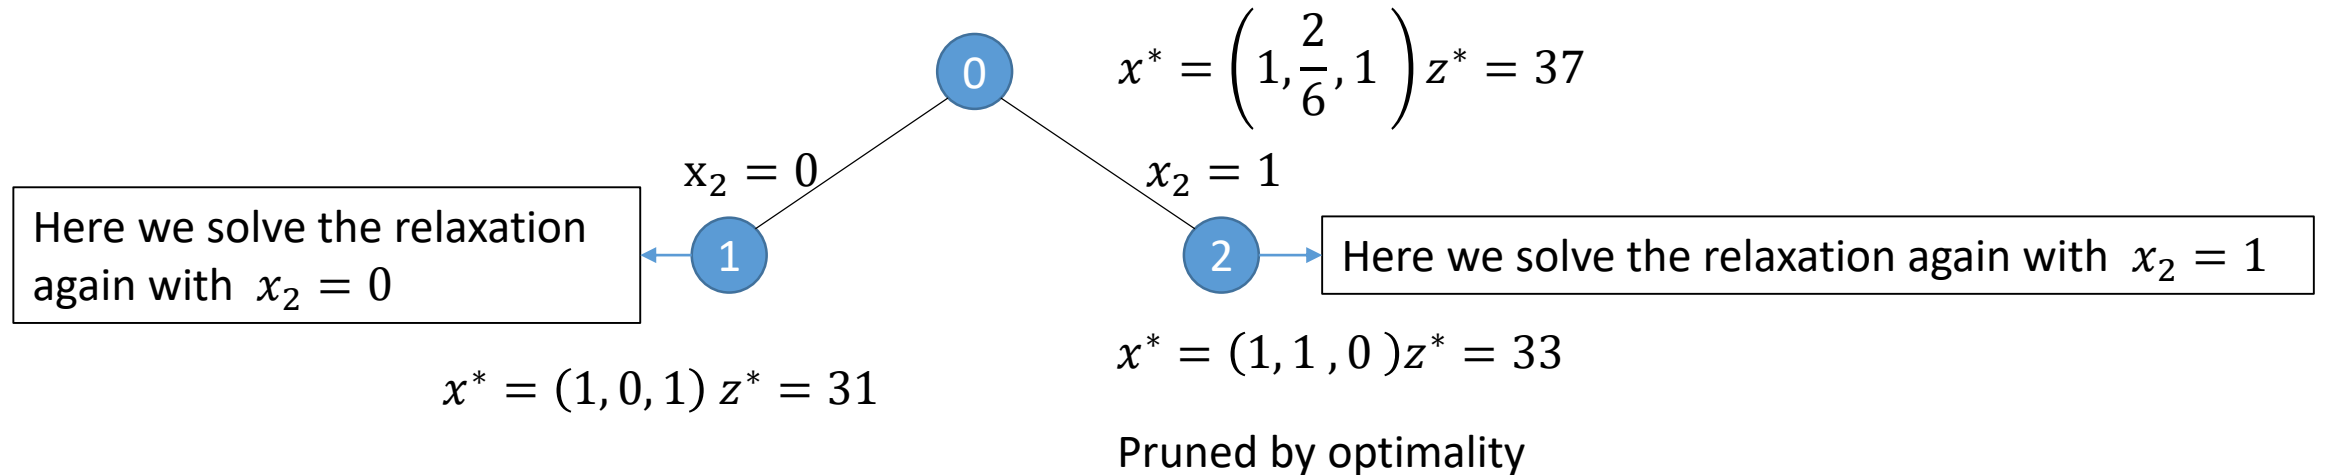 0
x* = (1, 2/6, 1 ) z* = 37
x₂ = 0
x₂ = 1
Here we solve the relaxation
again with x₂ = 0
1
2
Here we solve the relaxation again with x₂ = 1
x* = (1, 0, 1) z* = 31
x* = (1, 1 , 0 )z* = 33
Pruned by optimality